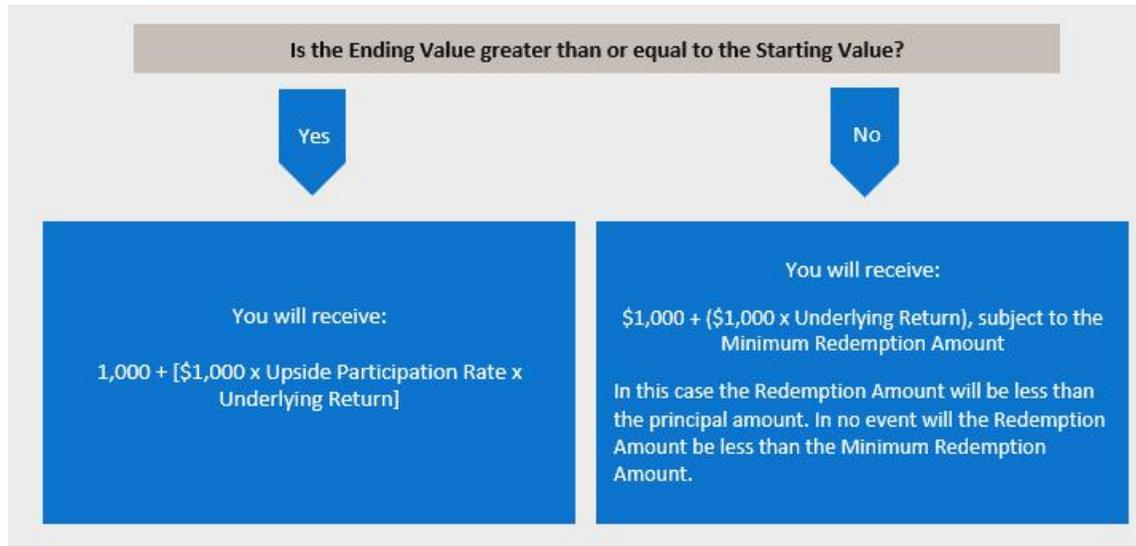 Is the Ending Value greater than or equal to the Starting Value?
Yes
No
You will receive:
1,000 + [$1,000 x Upside Participation Rate x
Underlying Return]
You will receive:
$1,000 + ($1,000 x Underlying Return), subject to the
Minimum Redemption Amount
In this case the Redemption Amount will be less than
the principal amount. In no event will the Redemption
Amount be less than the Minimum Redemption
Amount.